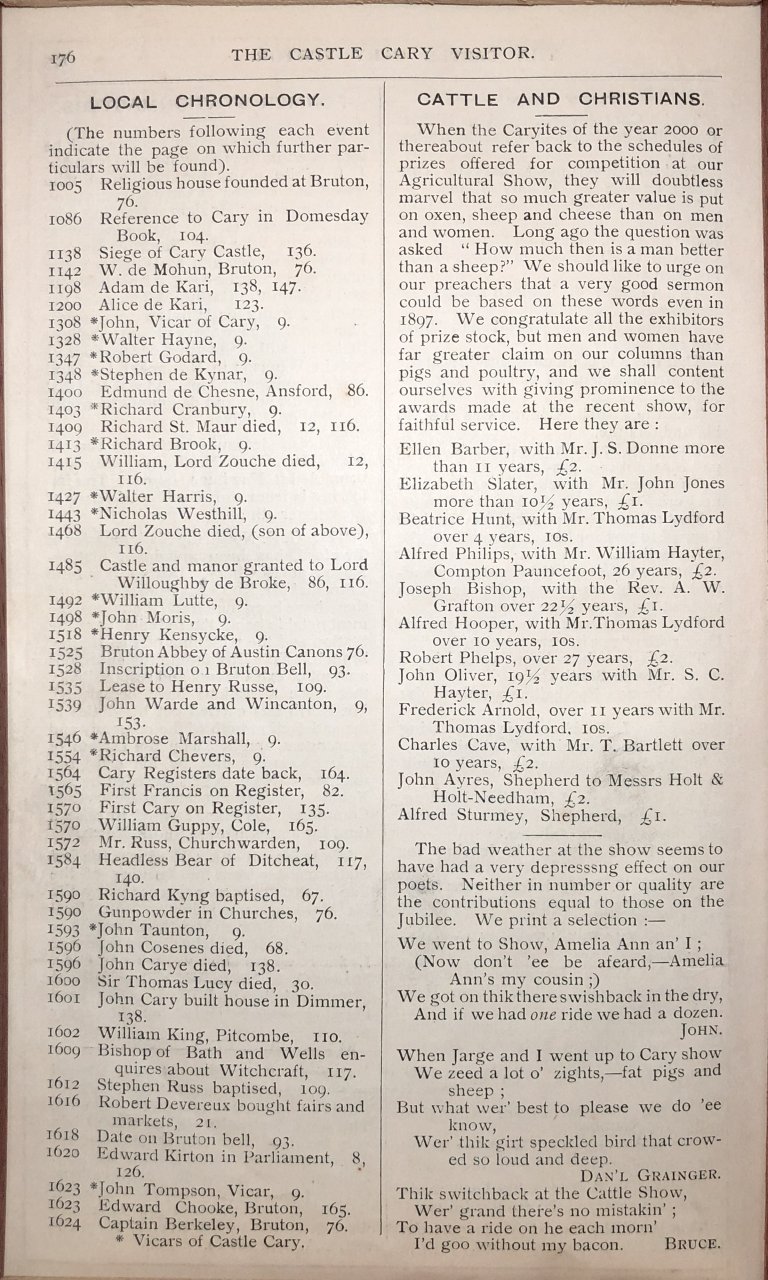 176
THE CASTLE CARY VISITOR.
LOCAL CHRONOLOGY.
(The numbers following each event
indicate the page on which further par-
ticulars will be found).
1005 Religious house founded at Bruton,
76.
1086 Reference to Cary in Domesday
Book, 104.
1138 Siege of Cary Castle, 136.
1142 W. de Mohun, Bruton, 76.
1198 Adam de Kari, 138, 147.
1200 Alice de Kari, 123.
1308 *John, Vicar of Cary, 9.
1328 *Walter Hayne, 9.
1347 *Robert Godard, 9.
1348 *Stephen de Kynar, 9.
1400 Edmund de Chesne, Ansford, 86.
1403 *Richard Cranbury, 9.
1409 Richard St. Maur died, 12, 116.
1413 *Richard Brook, 9.
1415 William, Lord Zouche died, 12,
116.
1427 *Walter Harris, 9.
1443 *Nicholas Westhill, 9.
1468 Lord Zouche died, (son of above),
116.
1485 Castle and manor granted to Lord
Willoughby de Broke, 86, 116.
1492 *William Lutte, 9.
1498 *John Moris, 9.
1518 *Henry Kensycke, 9.
1525 Bruton Abbey of Austin Canons 76.
1528 Inscription o 1 Bruton Bell, 93.
1535 Lease to Henry Russe, 109.
1539 John Warde and Wincanton, 9,
153.
1546 *Ambrose Marshall, 9.
1554 *Richard Chevers, 9.
1564 Cary Registers date back, 164.
1565 First Francis on Register, 82.
1570 First Cary on Register, 135.
1570 William Guppy, Cole, 165.
1572 Mr. Russ, Churchwarden, 109.
1584 Headless Bear of Ditcheat, 117,
140.
1590 Richard Kyng baptised, 67.
1590 Gunpowder in Churches, 76.
1593 *John Taunton, 9.
1596 John Cosenes died, 68.
1596 John Carye died, 138.
1600 Sir Thomas Lucy died, 30.
1601 John Cary built house in Dimmer,
138.
1602 William King, Pitcombe, 110.
1609 Bishop of Bath and Wells en-
quires about Witchcraft, 117.
1612 Stephen Russ baptised, 109.
1616 Robert Devereux bought fairs and
markets, 21.
1618 Date on Bruton bell, 93.
1620 Edward Kirton in Parliament, 8,
126.
1623 *John Tompson, Vicar, 9.
1623 Edward Chooke, Bruton, 165.
1624 Captain Berkeley, Bruton, 76.
* Vicars of Castle Cary.
CATTLE AND CHRISTIANS.
When the Caryites of the year 2000 or
thereabout refer back to the schedules of
prizes offered for competition at our
Agricultural Show, they will doubtless
marvel that so much greater value is put
on oxen, sheep and cheese than on men
and women. Long ago the question was
asked "How much then is a man better
than a sheep?" We should like to urge on
our preachers that a very good sermon
could be based on these words even in
1897. We congratulate all the exhibitors
of prize stock, but men and women have
far greater claim on our columns than
pigs and poultry, and we shall content
ourselves with giving prominence to the
awards made at the recent show, for
faithful service. Here they are :
Ellen Barber, with Mr. J. S. Donne more
than 11 years, £2.
Elizabeth Slater, with Mr. John Jones
more than 10½ years, £1.
Beatrice Hunt, with Mr. Thomas Lydford
over 4 years, 10s.
Alfred Philips, with Mr. William Hayter,
Compton Pauncefoot, 26 years, £2.
Joseph Bishop, with the Rev. A. W.
Grafton over 22½ years, £1.
Alfred Hooper, with Mr. Thomas Lydford
over 10 years, 10s.
Robert Phelps, over 27 years, £2.
John Oliver, 19½ years with Mr. S. C.
Hayter, £1.
Frederick Arnold, over 11 years with Mr.
Thomas Lydford, 10s.
Charles Cave, with Mr. T. Bartlett over
10 years, £2.
John Ayres, Shepherd to Messrs Holt &
Holt-Needham, £2.
Alfred Sturmey, Shepherd, £1.
The bad weather at the show seems to
have had a very depresssng effect on our
poets. Neither in number or quality are
the contributions equal to those on the
Jubilee. We print a selection :—
We went to Show, Amelia Ann an' I ;
(Now don't 'ee be afeard,—Amelia
Ann's my cousin ;)
We got on thik there swishback in the dry,
And if we had one ride we had a dozen.
JOHN.
When Jarge and I went up to Cary show
We zeed a lot o' zights,—fat pigs and
sheep ;
But what wer' best to please we do 'ee
know,
Wer' thik girt speckled bird that crow-
ed so loud and deep.
DAN'L GRAINGER.
Thik switchback at the Cattle Show,
Wer' grand there's no mistakin' ;
To have a ride on he each morn'
I'd goo without my bacon. BRUCE.